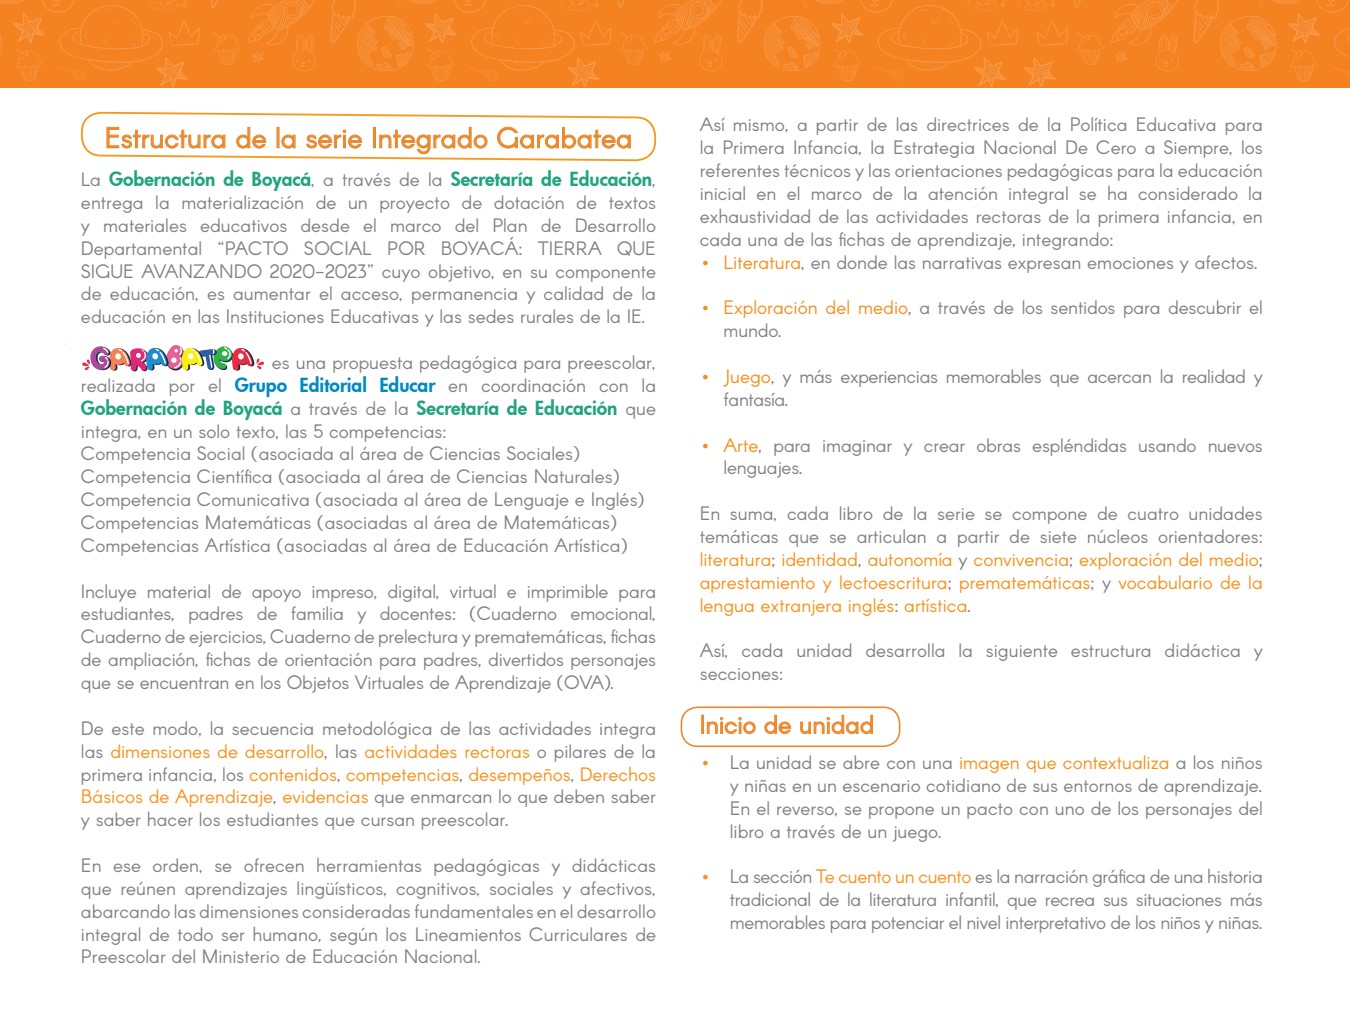 Estructura de la serie Integrado Garabatea
La Gobernación de Boyacá, a través de la Secretaría de Educación,
entrega la materialización de un proyecto de dotación de textos
y materiales educativos desde el marco del Plan de Desarrollo
Departamental “PACTO SOCIAL POR BOYACÁ: TIERRA QUE
SIGUE AVANZANDO 2020-2023” cuyo objetivo, en su componente
de educación, es aumentar el acceso, permanencia y calidad de la
educación en las Instituciones Educativas y las sedes rurales de la IE.
GARABATEA es una propuesta pedagógica para preescolar,
realizada por el Grupo Editorial Educar en coordinación con la
Gobernación de Boyacá a través de la Secretaría de Educación que
integra, en un solo texto, las 5 competencias:
Competencia Social (asociada al área de Ciencias Sociales)
Competencia Científica (asociada al área de Ciencias Naturales)
Competencia Comunicativa (asociada al área de Lenguaje e Inglés)
Competencias Matemáticas (asociadas al área de Matemáticas)
Competencias Artística (asociadas al área de Educación Artística)
Incluye material de apoyo impreso, digital, virtual e imprimible para
estudiantes, padres de familia y docentes: (Cuaderno emocional,
Cuaderno de ejercicios, Cuaderno de prelectura y prematemáticas, fichas
de ampliación, fichas de orientación para padres, divertidos personajes
que se encuentran en los Objetos Virtuales de Aprendizaje (OVA).
De este modo, la secuencia metodológica de las actividades integra
las dimensiones de desarrollo, las actividades rectoras o pilares de la
primera infancia, los contenidos, competencias, desempeños, Derechos
Básicos de Aprendizaje, evidencias que enmarcan lo que deben saber
y saber hacer los estudiantes que cursan preescolar.
En ese orden, se ofrecen herramientas pedagógicas y didácticas
que reúnen aprendizajes lingüísticos, cognitivos, sociales y afectivos,
abarcando las dimensiones consideradas fundamentales en el desarrollo
integral de todo ser humano, según los Lineamientos Curriculares de
Preescolar del Ministerio de Educación Nacional.
Así mismo, a partir de las directrices de la Política Educativa para
la Primera Infancia, la Estrategia Nacional De Cero a Siempre, los
referentes técnicos y las orientaciones pedagógicas para la educación
inicial en el marco de la atención integral se ha considerado la
exhaustividad de las actividades rectoras de la primera infancia, en
cada una de las fichas de aprendizaje, integrando:
• Literatura, en donde las narrativas expresan emociones y afectos.
• Exploración del medio, a través de los sentidos para descubrir el
mundo.
• Juego, y más experiencias memorables que acercan la realidad y
fantasía.
• Arte, para imaginar y crear obras espléndidas usando nuevos
lenguajes.
En suma, cada libro de la serie se compone de cuatro unidades
temáticas que se articulan a partir de siete núcleos orientadores:
literatura; identidad, autonomía y convivencia; exploración del medio;
aprestamiento y lectoescritura; prematemáticas; y vocabulario de la
lengua extranjera inglés: artística.
Así, cada unidad desarrolla la siguiente estructura didáctica y
secciones:
Inicio de unidad
• La unidad se abre con una imagen que contextualiza a los niños
y niñas en un escenario cotidiano de sus entornos de aprendizaje.
En el reverso, se propone un pacto con uno de los personajes del
libro a través de un juego.
• La sección Te cuento un cuento es la narración gráfica de una historia
tradicional de la literatura infantil, que recrea sus situaciones más
memorables para potenciar el nivel interpretativo de los niños y niñas.